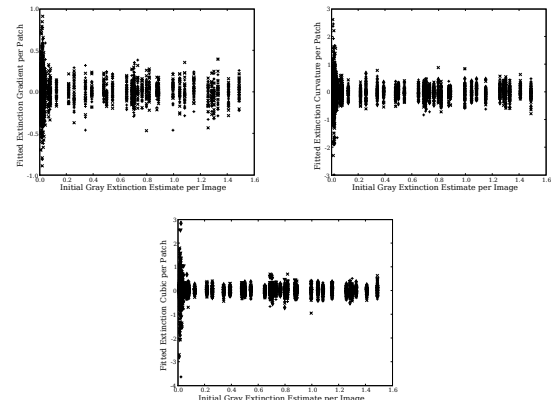 1.0
0.5
0.0
-0.5
-1.0
0.0 0.2 0.4 0.6 0.8 1.0 1.2 1.4 1.6
Fitted Extinction Gradient per Patch
Initial Gray Extinction Estimate per Image
3
2
1
0
-1
-2
-3
0.0 0.2 0.4 0.6 0.8 1.0 1.2 1.4 1.6
Fitted Extinction Curvature per Patch
Initial Gray Extinction Estimate per Image
3
2
1
0
-1
-2
-3
-4
0.0 0.2 0.4 0.6 0.8 1.0 1.2 1.4 1.6
Fitted Extinction Cubic per Patch
Initial Gray Extinction Estimate per Image